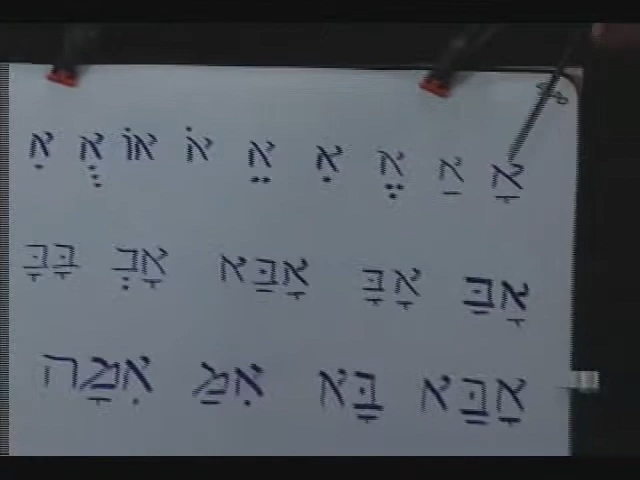 אָ אַ אֶ אִ אֵ אֹ אוֹ אֻ אִ
אָבַּ אָבָּ אָבַּא אָבְּ בָּבָּ
אָבָּא בָּא אִמַ אִמָה